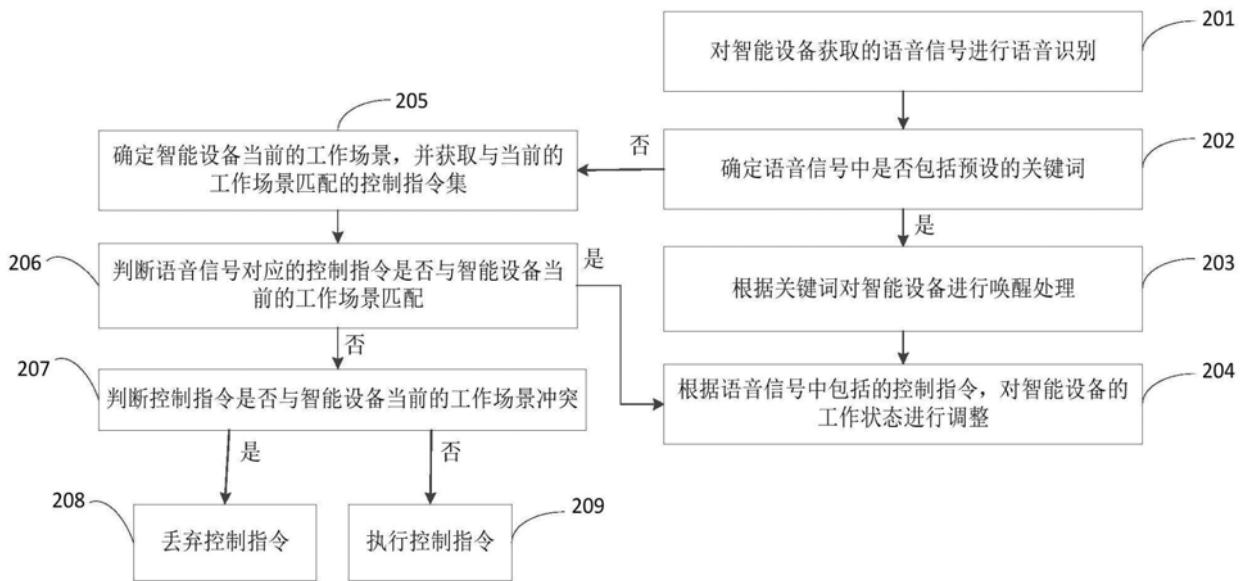 201
对智能设备获取的语音信号进行语音识别
202
确定语音信号中是否包括预设的关键词
否
是
203
根据关键词对智能设备进行唤醒处理
204
根据语音信号中包括的控制指令，对智能设备的
工作状态进行调整
205
确定智能设备当前的工作场景，并获取与当前的
工作场景匹配的控制指令集
206
判断语音信号对应的控制指令是否与智能设备当
前的工作场景匹配
是
否
207
判断控制指令是否与智能设备当前的工作场景冲突
是
否
208
丢弃控制指令
209
执行控制指令